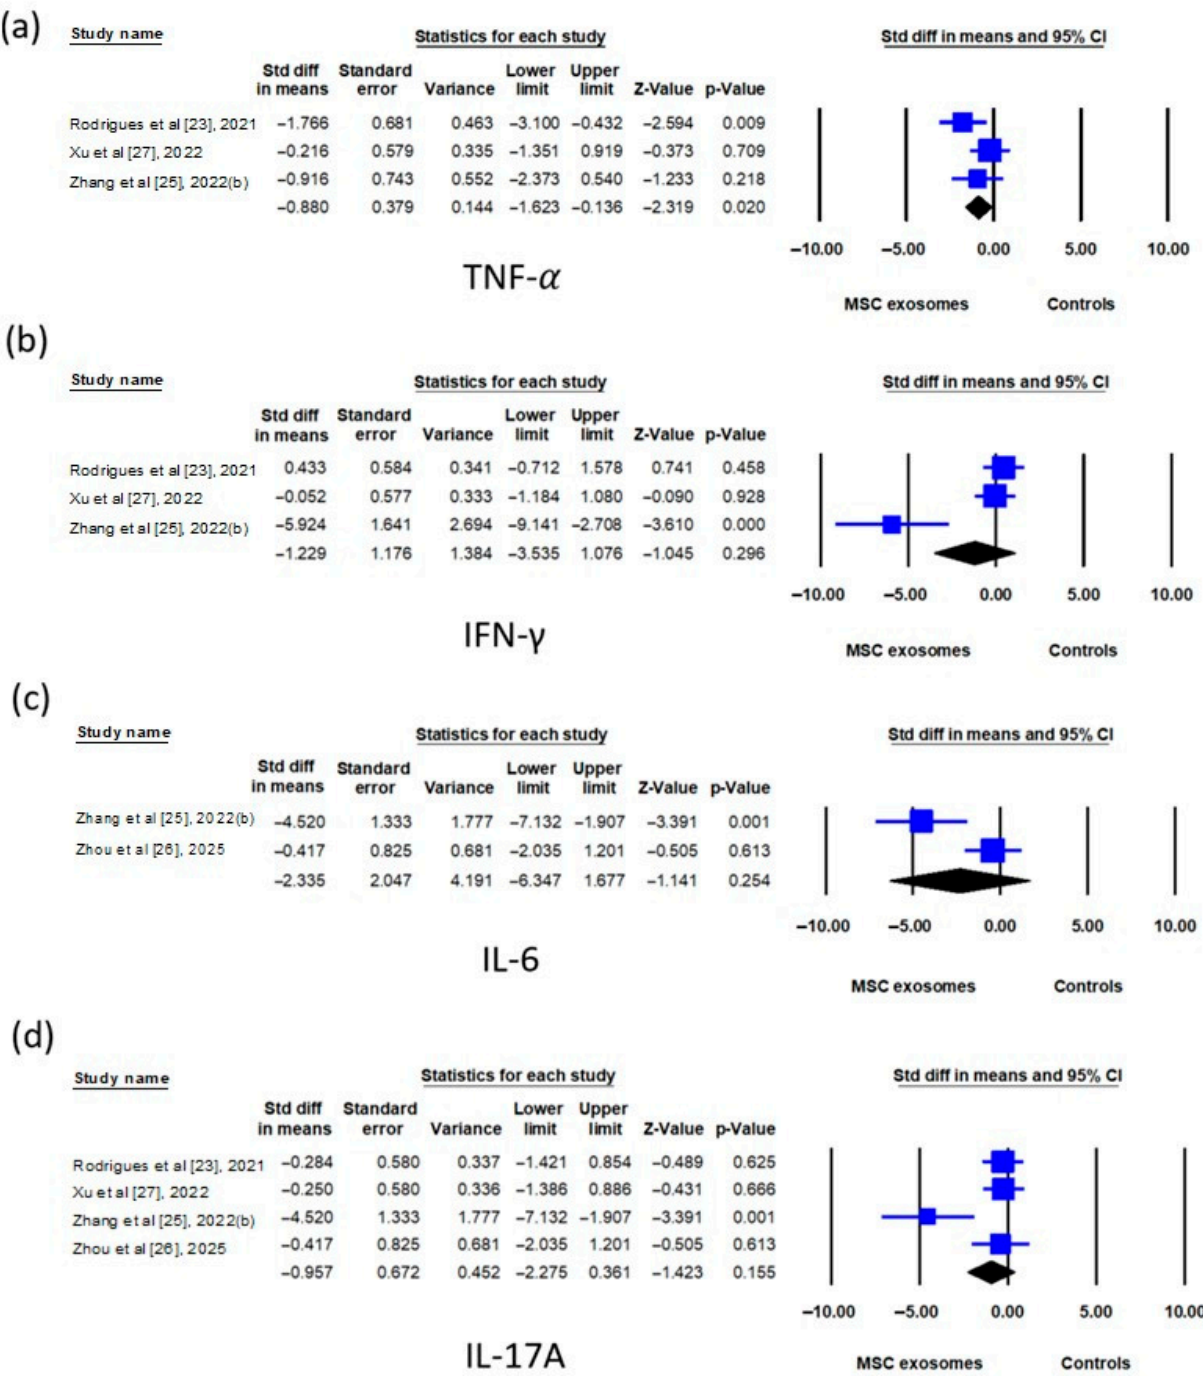 (a)
Study name Statistics for each study Std diff in means and 95% CI
Std diff in means Standard error Variance Lower limit Upper limit Z-Value p-Value
Rodrigues et al [23], 2021 −1.766 0.681 0.463 −3.100 −0.432 −2.594 0.009
Xu et al [27], 2022 −0.216 0.579 0.335 −1.351 0.919 −0.373 0.709
Zhang et al [25], 2022(b) −0.916 0.743 0.552 −2.373 0.540 −1.233 0.218
−0.880 0.379 0.144 −1.623 −0.136 −2.319 0.020
−10.00 −5.00 0.00 5.00 10.00
TNF-α
MSC exosomes Controls
(b)
Study name Statistics for each study Std diff in means and 95% CI
Std diff in means Standard error Variance Lower limit Upper limit Z-Value p-Value
Rodrigues et al [23], 2021 0.433 0.584 0.341 −0.712 1.578 0.741 0.458
Xu et al [27], 2022 −0.052 0.577 0.333 −1.184 1.080 −0.090 0.928
Zhang et al [25], 2022(b) −5.924 1.641 2.694 −9.141 −2.708 −3.610 0.000
−1.229 1.176 1.384 −3.535 1.076 −1.045 0.296
−10.00 −5.00 0.00 5.00 10.00
IFN-γ
MSC exosomes Controls
(c)
Study name Statistics for each study Std diff in means and 95% CI
Std diff in means Standard error Variance Lower limit Upper limit Z-Value p-Value
Zhang et al [25], 2022(b) −4.520 1.333 1.777 −7.132 −1.907 −3.391 0.001
Zhou et al [26], 2025 −0.417 0.825 0.681 −2.035 1.201 −0.505 0.613
−2.335 2.047 4.191 −6.347 1.677 −1.141 0.254
−10.00 −5.00 0.00 5.00 10.00
IL-6
MSC exosomes Controls
(d)
Study name Statistics for each study Std diff in means and 95% CI
Std diff in means Standard error Variance Lower limit Upper limit Z-Value p-Value
Rodrigues et al [23], 2021 −0.284 0.580 0.337 −1.421 0.854 −0.489 0.625
Xu et al [27], 2022 −0.250 0.580 0.336 −1.386 0.886 −0.431 0.666
Zhang et al [25], 2022(b) −4.520 1.333 1.777 −7.132 −1.907 −3.391 0.001
Zhou et al [26], 2025 −0.417 0.825 0.681 −2.035 1.201 −0.505 0.613
−0.957 0.672 0.452 −2.275 0.361 −1.423 0.155
−10.00 −5.00 0.00 5.00 10.00
IL-17A
MSC exosomes Controls